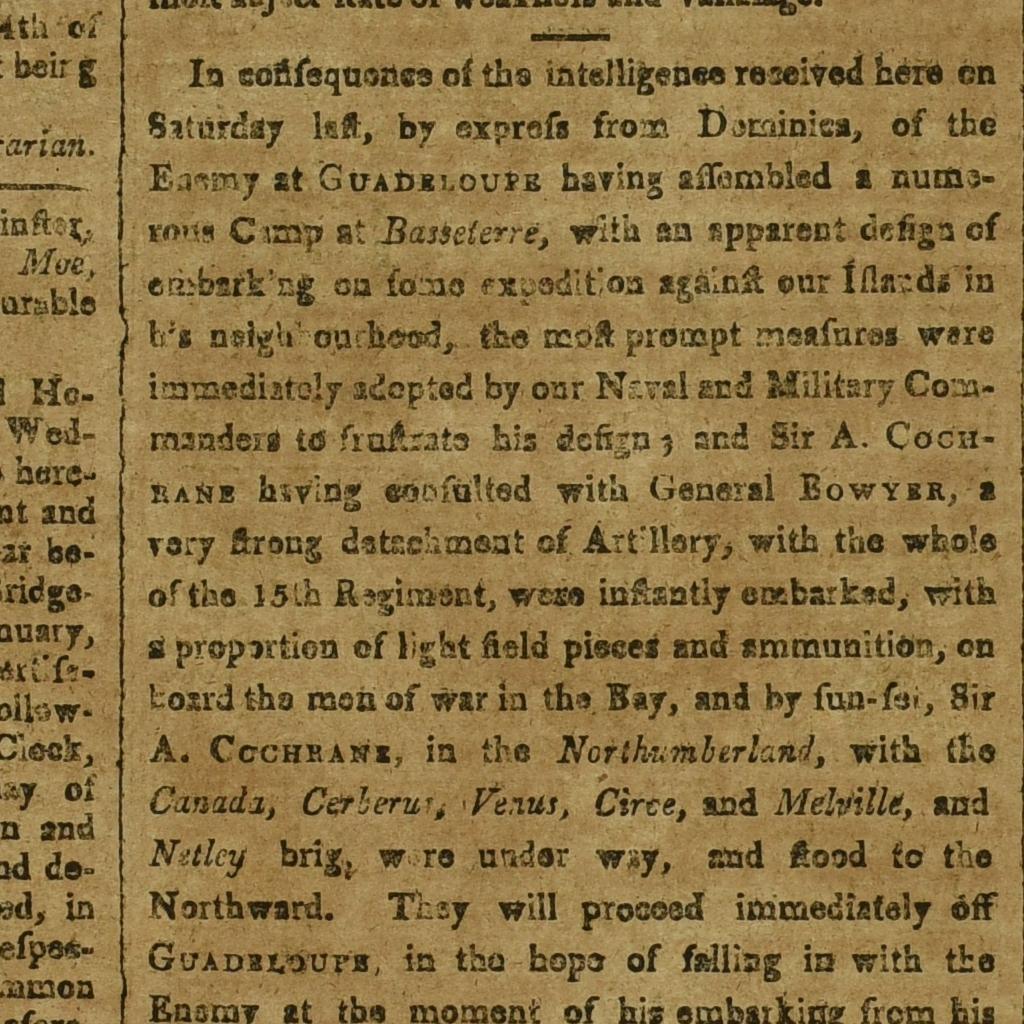 4th of
being
arian.
inſter,
Moe,
urable
Ho-
Wed-
here-
nt and
ar be-
ridge-
nuary,
ollow-
Clock,
ay of
n and
nd de-
ed, in
eſpec-
mmon
In conſequence of the intelligence received here on
Saturday laſt, by expreſs from Dominica, of the
Enemy at GUADELOUPE having aſſembled a nume-
rous Camp at Basseterre, with an apparent deſign of
embarking on ſome expedition againſt our Iſlands in
his neighbourhood, the moſt prompt meaſures were
immediately adopted by our Naval and Military Com-
manders to fruſtrate his deſign; and Sir A. COCH-
RANE having conſulted with General BOWYER, a
very ſtrong detachment of Artillery, with the whole
of the 15th Regiment, were inſtantly embarked, with
a proportion of light field pieces and ammunition, on
board the men of war in the Bay, and by ſun-ſet, Sir
A. COCHRANE, in the Northumberland, with the
Canada, Cerberus, Venus, Circe, and Melville, and
Netley brig, were under way, and ſtood to the
Northward. They will proceed immediately off
GUADELOUPE, in the hope of falling in with the
Enemy at the moment of his embarking from his